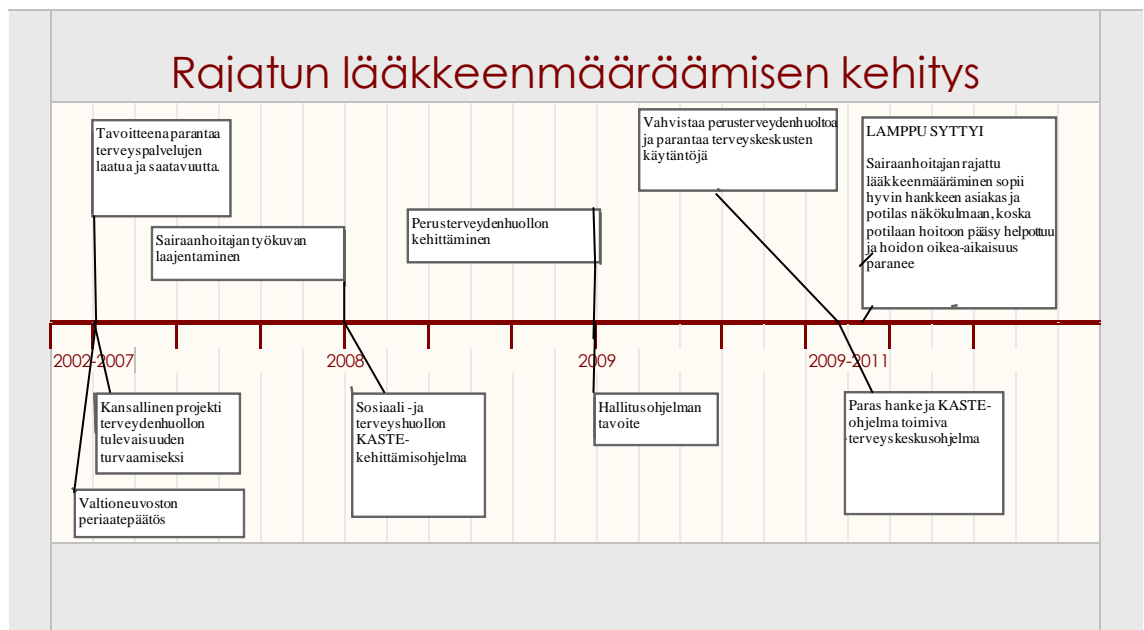 Rajatun lääkkeenmääräämisen kehitys
Tavoitteena parantaa
terveyspalvelujen
laatua ja saatavuutta.
Sairaanhoitajan työkuvan
laajentaminen
Perusterveydenhuollon
kehittäminen
Vahvistaa perusterveydenhuoltoa
ja parantaa terveyskeskusten
käytäntöjä
LAMPPU SYTTYI
Sairaanhoitajan rajattu
lääkkeenmääräminen sopii
hyvin hankkeen asiakas ja
potilas näkökulmaan, koska
potilaan hoitoon pääsy helpottuu
ja hoidon oikea-aikaisuus
paranee
2002-2007
2008
2009
2009-2011
Kansallinen projekti
terveydenhuollon
tulevaisuuden
turvaamiseksi
Valtioneuvoston
periaatepäätös
Sosiaali -ja
terveyshuollon
KASTE-
kehittämisohjelma
Hallitusohjelman
tavoite
Paras hanke ja KASTE-
ohjelma toimiva
terveyskeskusohjelma